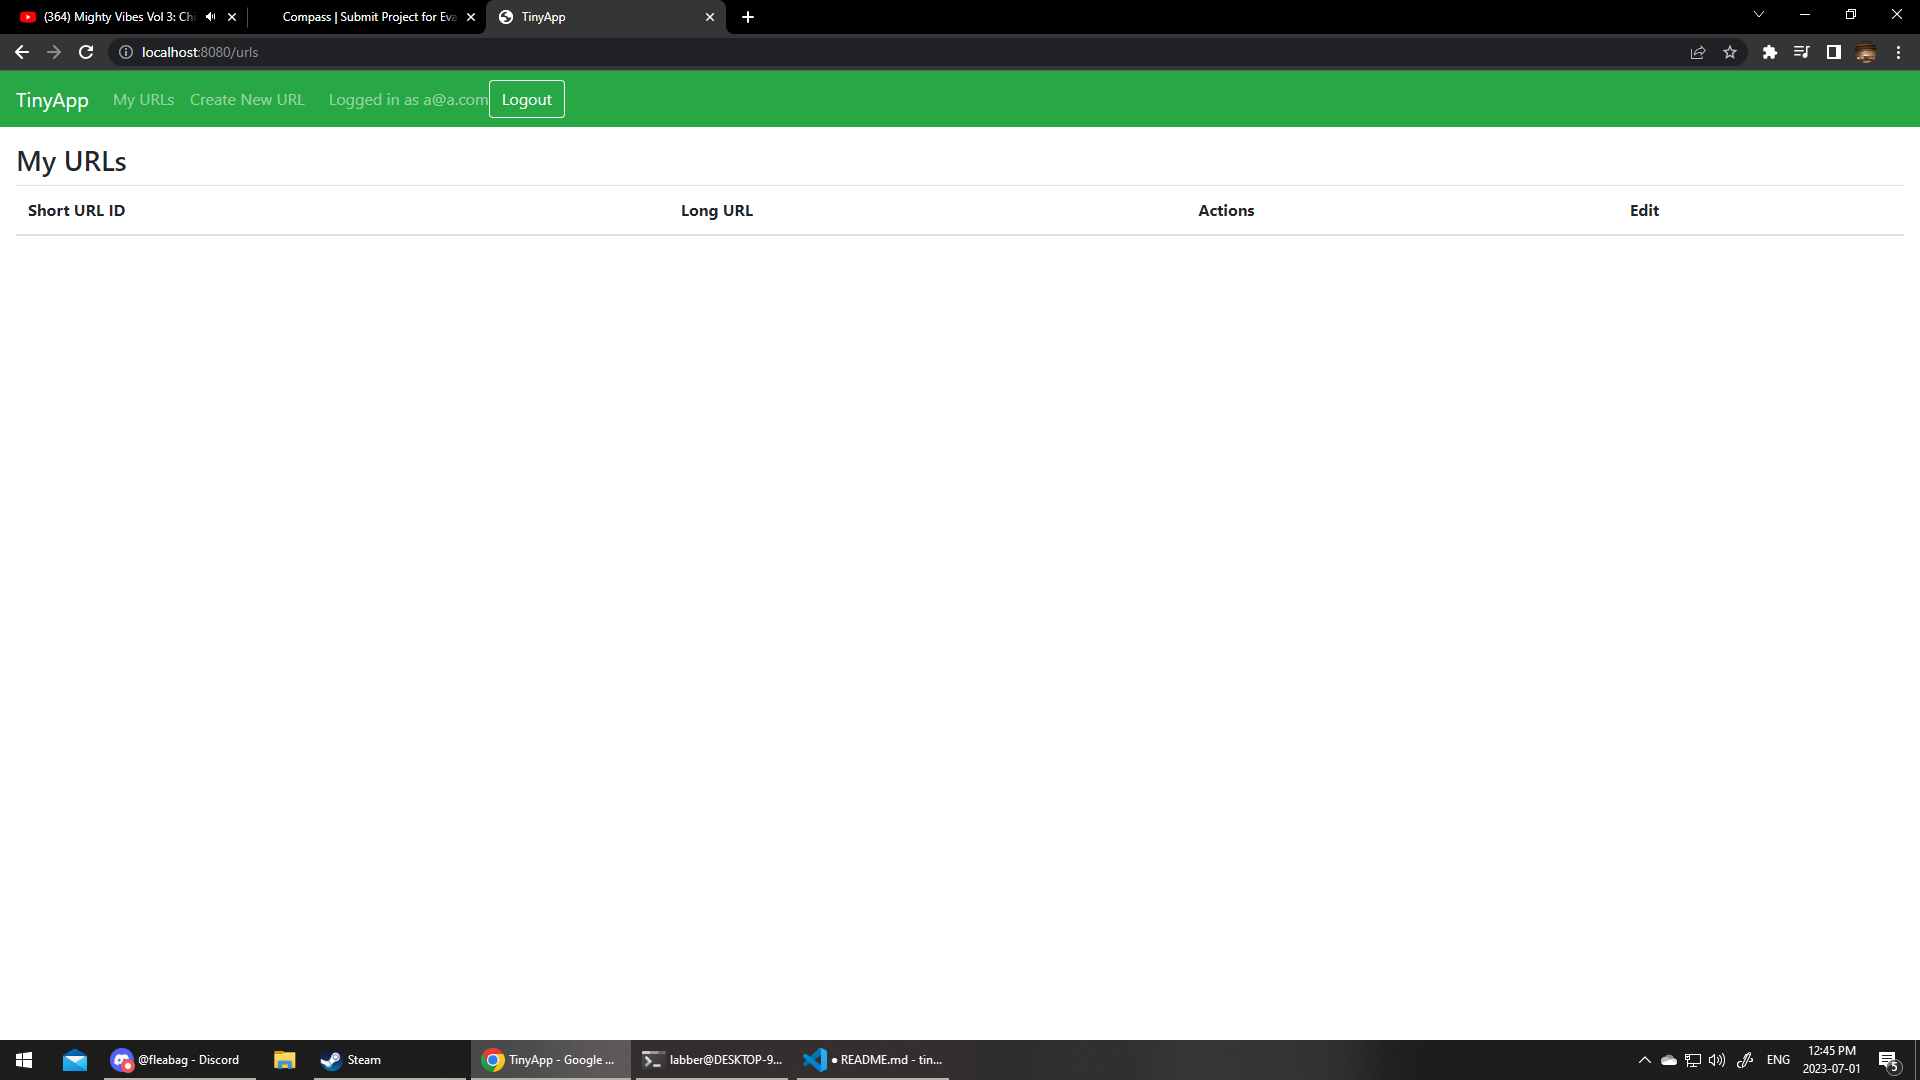 (364) Mighty Vibes Vol 3: Chi
Compass | Submit Project for Eva
TinyApp
localhost:8080/urls
TinyApp My URLs Create New URL Logged in as a@a.com Logout
My URLs
Short URL ID Long URL Actions Edit
@fleabag - Discord
Steam
TinyApp - Google ...
labber@DESKTOP-9...
● README.md - tin...
ENG
12:45 PM
2023-07-01
5